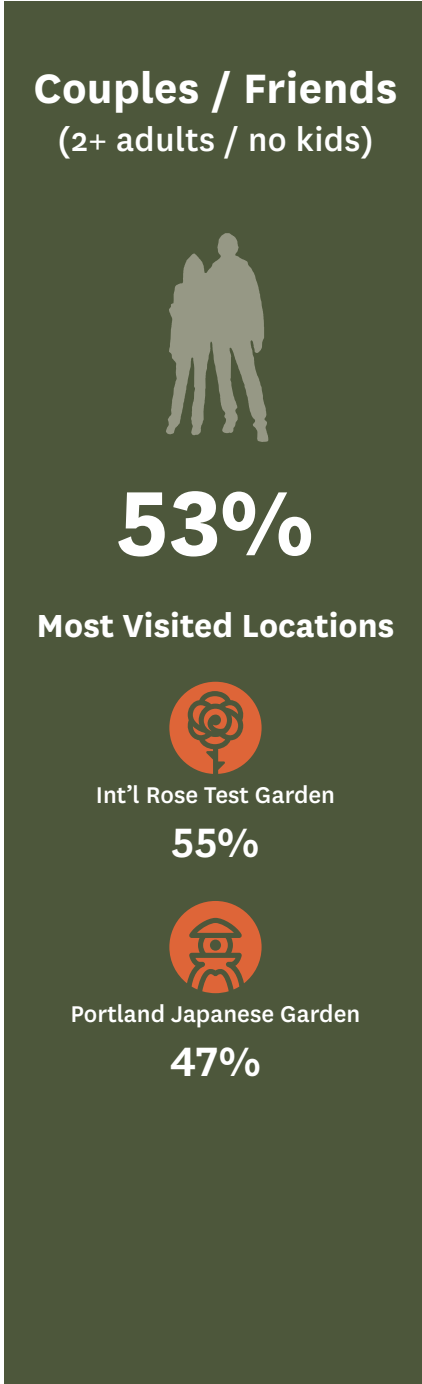 Couples / Friends
(2+ adults / no kids)
53%
Most Visited Locations
Int’l Rose Test Garden
55%
Portland Japanese Garden
47%